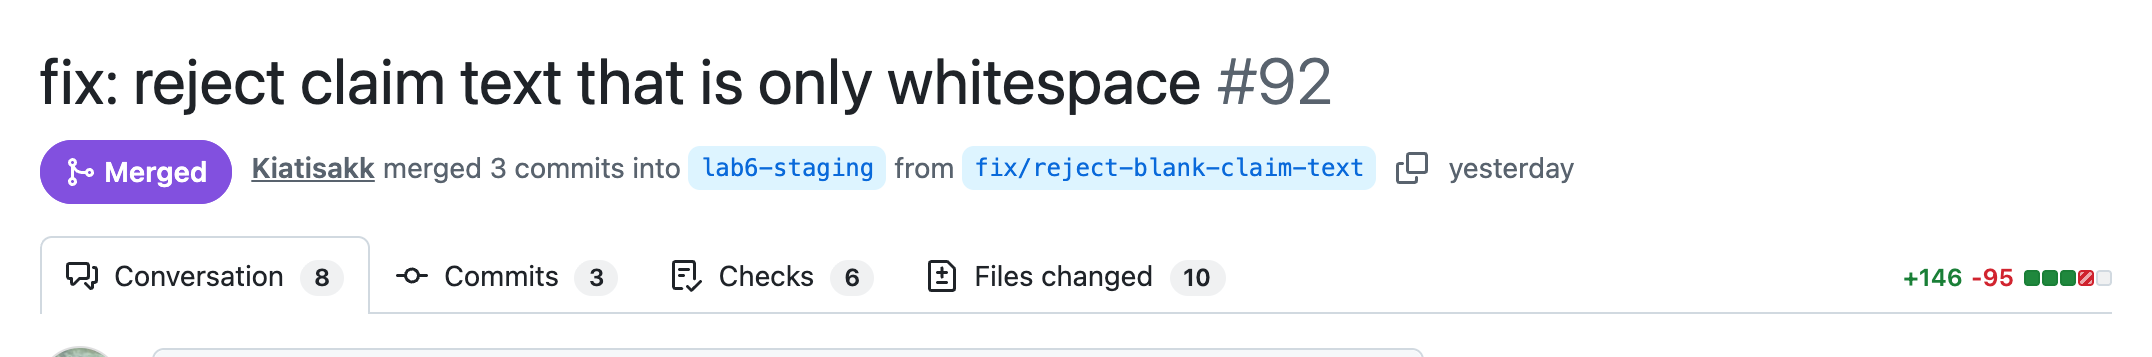 fix: reject claim text that is only whitespace #92
Merged Kiatisakk merged 3 commits into lab6-staging from fix/reject-blank-claim-text yesterday
Conversation 8 Commits 3 Checks 6 Files changed 10 +146 -95